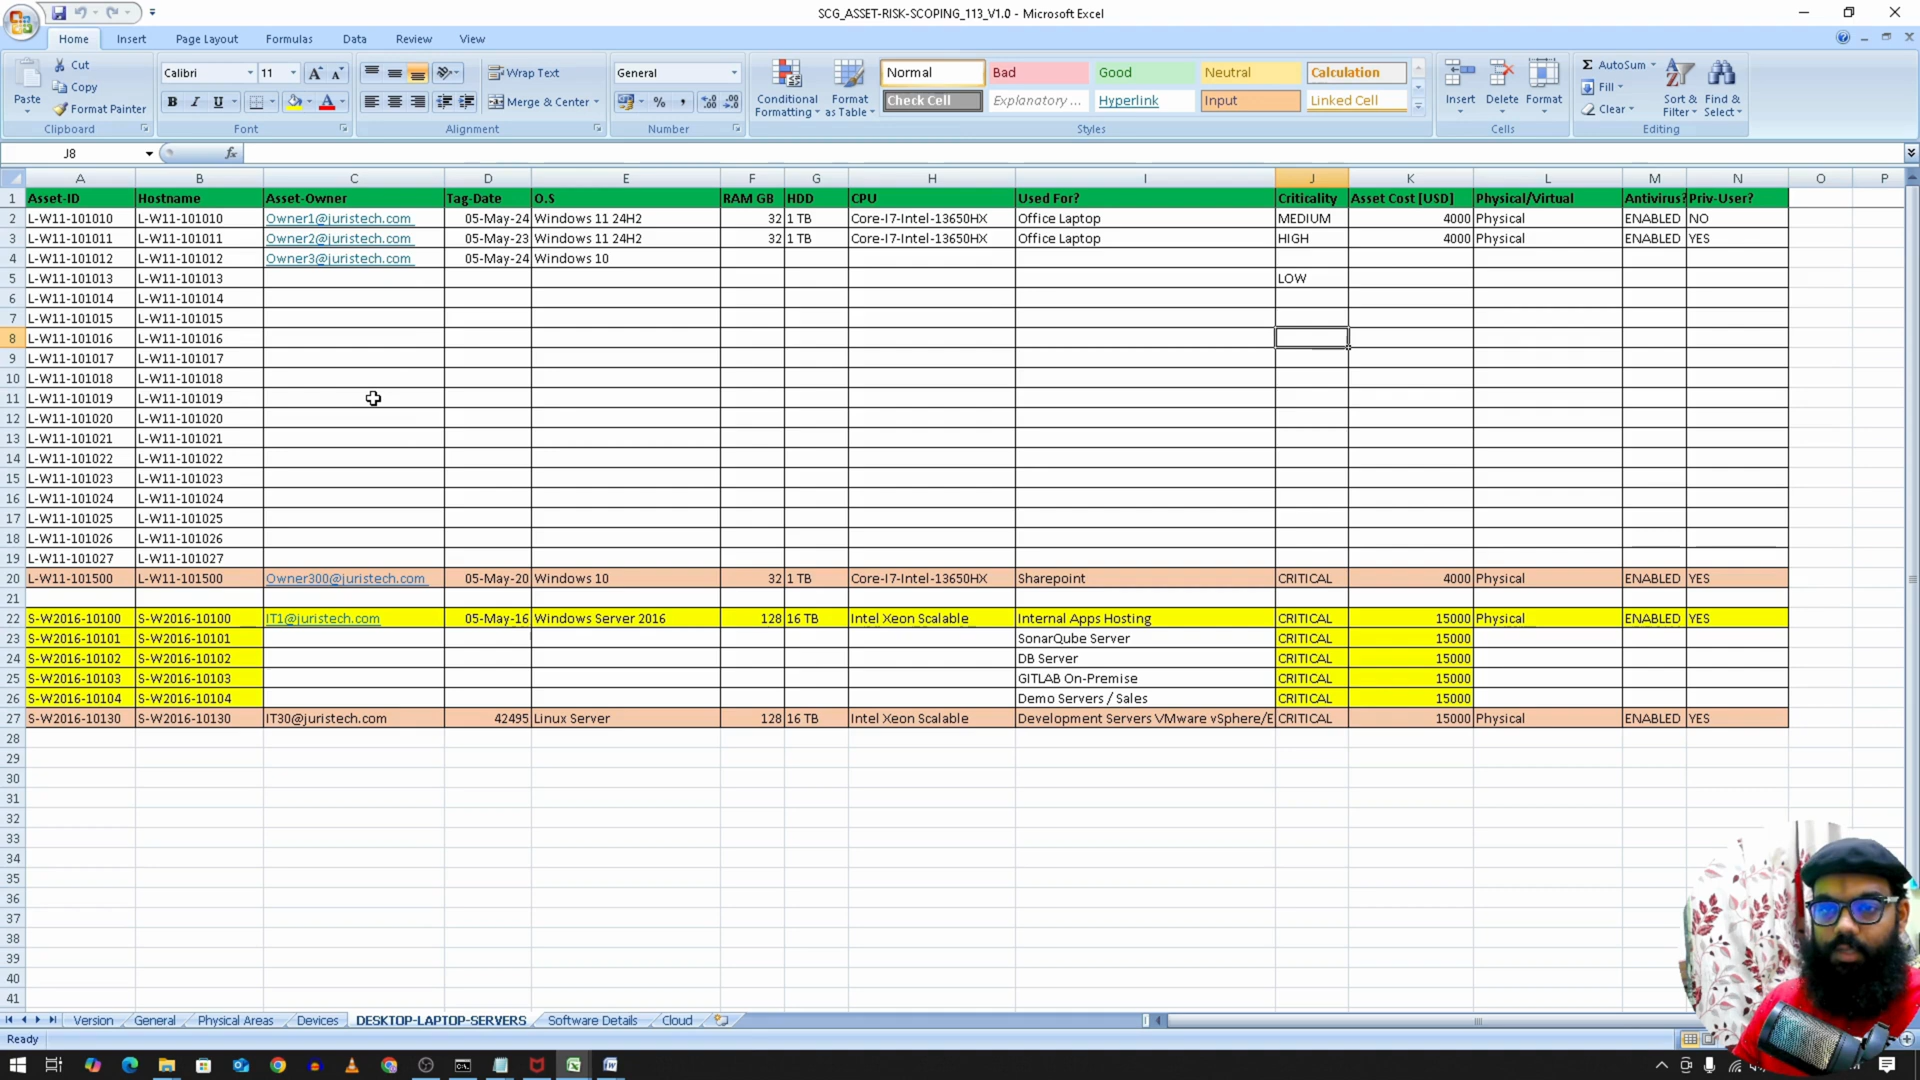 SCG_ASSET-RISK-SCOPING_113_V1.0 - Microsoft Excel
Home Insert Page Layout Formulas Data Review View
Paste Cut Copy Format Painter Clipboard
Calibri 11 B I U Font
Wrap Text Merge & Center Alignment
General % , Number
Conditional Formatting Format as Table
Normal Bad Good Neutral Calculation
Check Cell Explanatory ... Hyperlink Input Linked Cell
Styles
Insert Delete Format Cells
Σ AutoSum Fill Clear Sort & Filter Find & Select Editing
J8 fx
A B C D E F G H I J K L M N O P
1 Asset-ID Hostname Asset-Owner Tag-Date O.S RAM GB HDD CPU Used For? Criticality Asset Cost [USD] Physical/Virtual Antivirus? Priv-User?
2 L-W11-101010 L-W11-101010 Owner1@juristech.com 05-May-24 Windows 11 24H2 32 1 TB Core-I7-Intel-13650HX Office Laptop MEDIUM 4000 Physical ENABLED NO
3 L-W11-101011 L-W11-101011 Owner2@juristech.com 05-May-23 Windows 11 24H2 32 1 TB Core-I7-Intel-13650HX Office Laptop HIGH 4000 Physical ENABLED YES
4 L-W11-101012 L-W11-101012 Owner3@juristech.com 05-May-24 Windows 10
5 L-W11-101013 L-W11-101013 LOW
6 L-W11-101014 L-W11-101014
7 L-W11-101015 L-W11-101015
8 L-W11-101016 L-W11-101016
9 L-W11-101017 L-W11-101017
10 L-W11-101018 L-W11-101018
11 L-W11-101019 L-W11-101019
12 L-W11-101020 L-W11-101020
13 L-W11-101021 L-W11-101021
14 L-W11-101022 L-W11-101022
15 L-W11-101023 L-W11-101023
16 L-W11-101024 L-W11-101024
17 L-W11-101025 L-W11-101025
18 L-W11-101026 L-W11-101026
19 L-W11-101027 L-W11-101027
20 L-W11-101500 L-W11-101500 Owner300@juristech.com 05-May-20 Windows 10 32 1 TB Core-I7-Intel-13650HX Sharepoint CRITICAL 4000 Physical ENABLED YES
21
22 S-W2016-10100 S-W2016-10100 IT1@juristech.com 05-May-16 Windows Server 2016 128 16 TB Intel Xeon Scalable Internal Apps Hosting CRITICAL 15000 Physical ENABLED YES
23 S-W2016-10101 S-W2016-10101 SonarQube Server CRITICAL 15000
24 S-W2016-10102 S-W2016-10102 DB Server CRITICAL 15000
25 S-W2016-10103 S-W2016-10103 GITLAB On-Premise CRITICAL 15000
26 S-W2016-10104 S-W2016-10104 Demo Servers / Sales CRITICAL 15000
27 S-W2016-10130 S-W2016-10130 IT30@juristech.com 42495 Linux Server 128 16 TB Intel Xeon Scalable Development Servers \/Mware vSphere/E CRITICAL 15000 Physical ENABLED YES
28
29
30
31
32
33
34
35
36
37
38
39
40
41
Version General Physical Areas Devices DESKTOP-LAPTOP-SERVERS Software Details Cloud
Ready